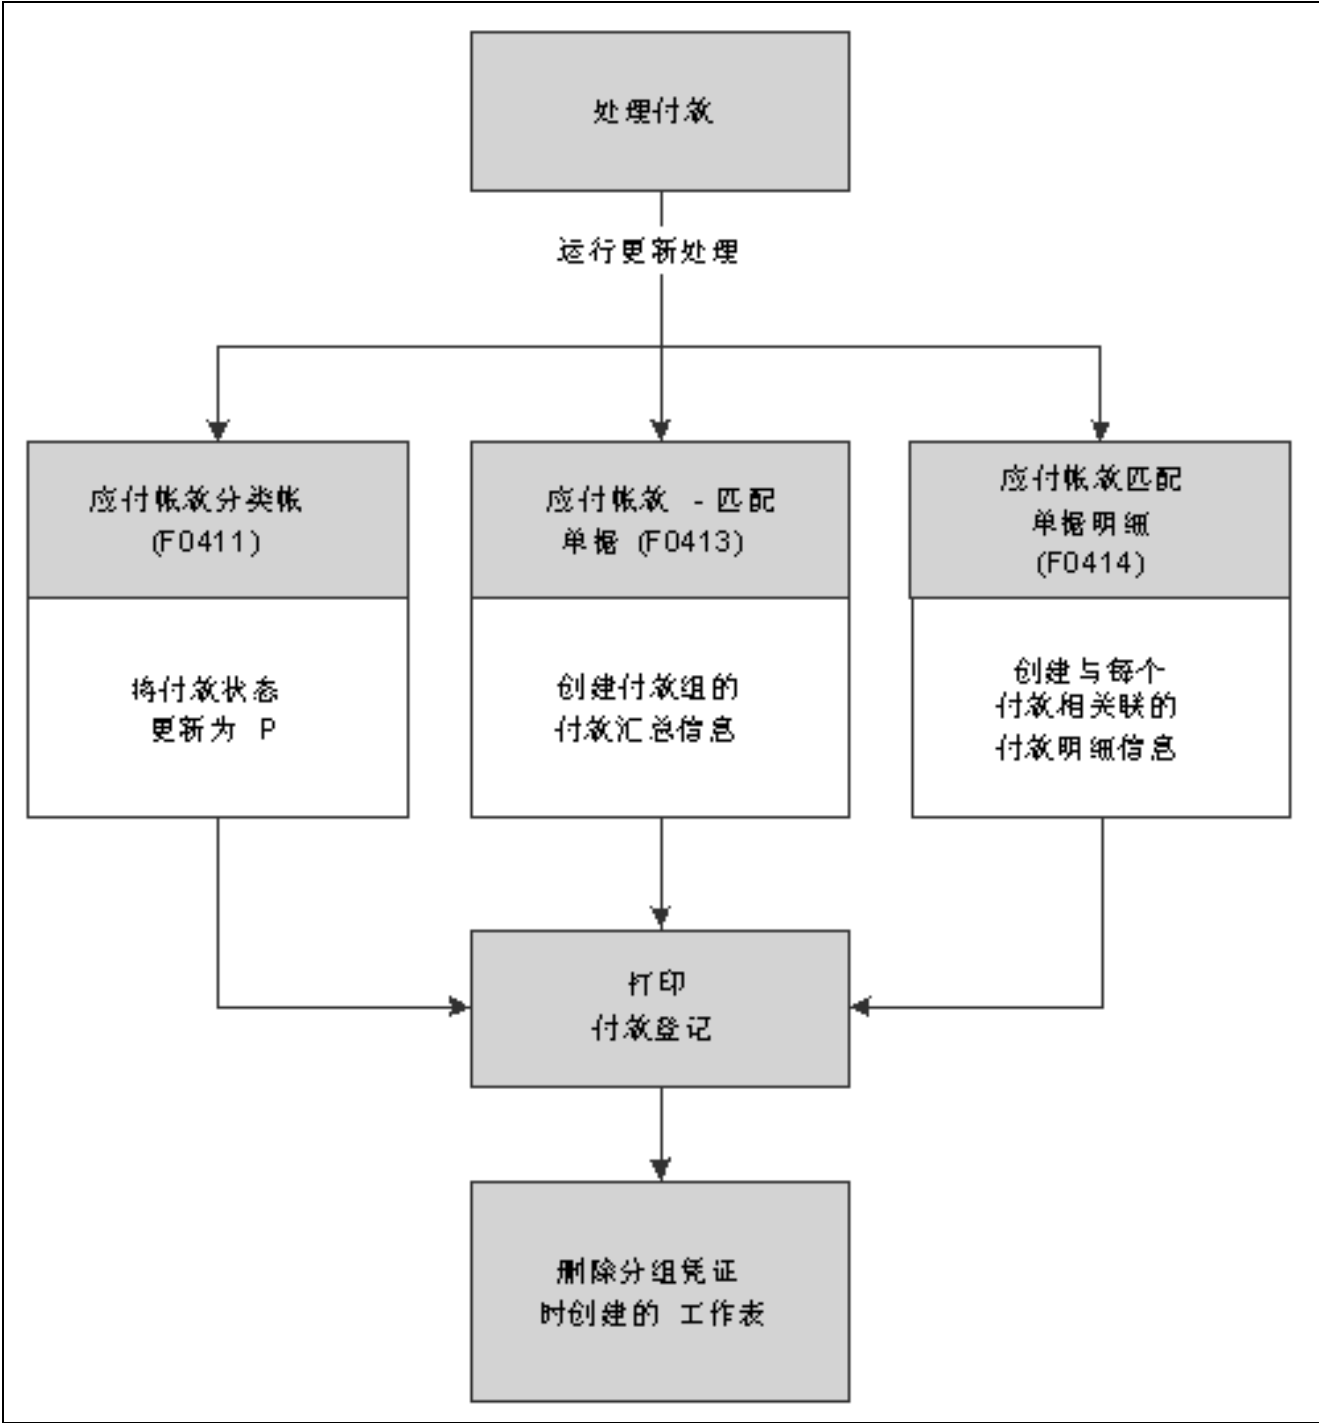 处理付款
运行更新处理
应付帐款分类帐
(F0411)
应付帐款 - 匹配
单据 (F0413)
应付帐款匹配
单据明细
(F0414)
将付款状态
更新为 P
创建付款组的
付款汇总信息
创建与每个
付款相关联的
付款明细信息
打印
付款登记
删除分组凭证
时创建的 工作表